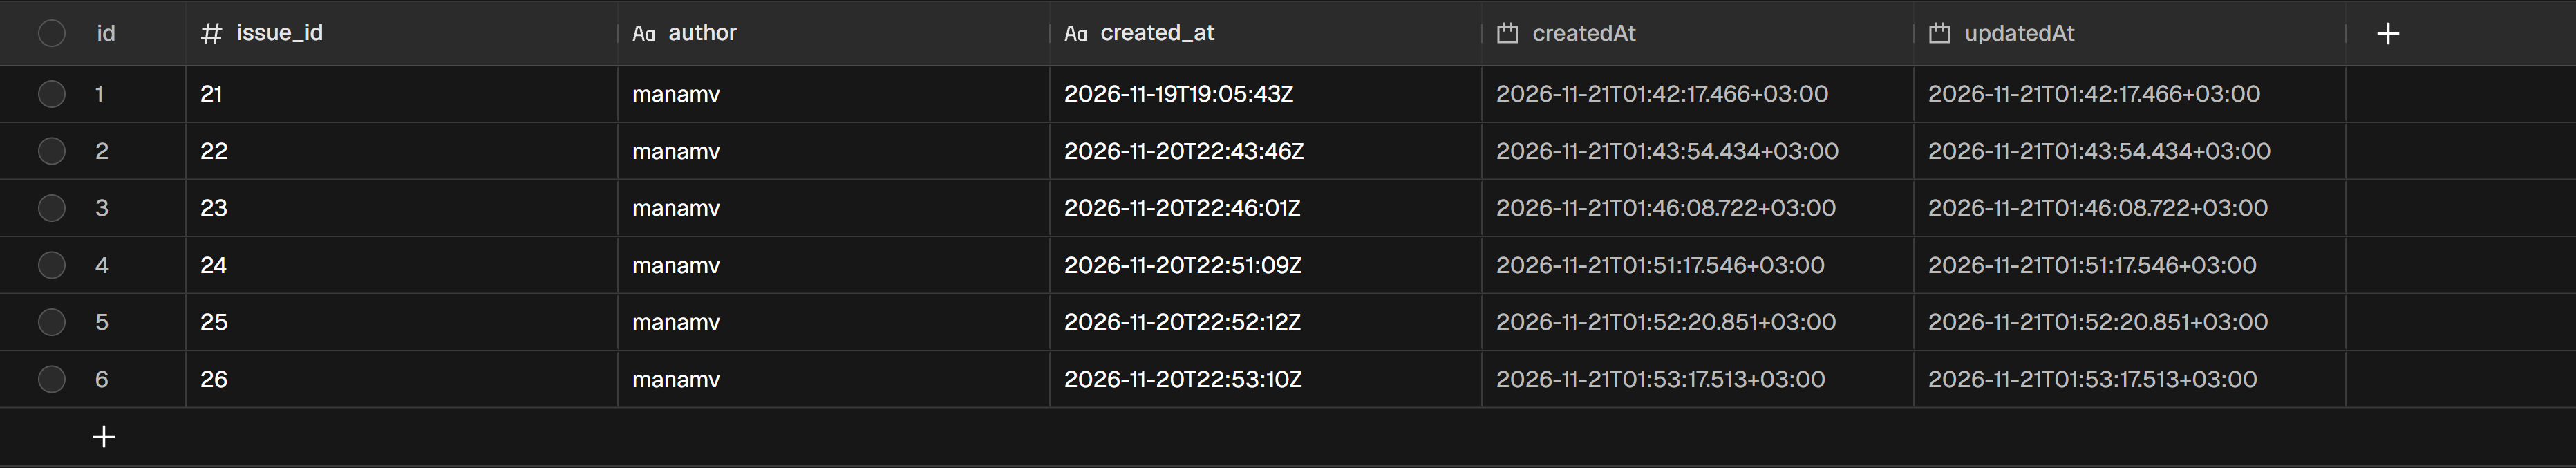 id # issue_id Aa author Aa created_at createdAt updatedAt +
1 21 manamv 2026-11-19T19:05:43Z 2026-11-21T01:42:17.466+03:00 2026-11-21T01:42:17.466+03:00
2 22 manamv 2026-11-20T22:43:46Z 2026-11-21T01:43:54.434+03:00 2026-11-21T01:43:54.434+03:00
3 23 manamv 2026-11-20T22:46:01Z 2026-11-21T01:46:08.722+03:00 2026-11-21T01:46:08.722+03:00
4 24 manamv 2026-11-20T22:51:09Z 2026-11-21T01:51:17.546+03:00 2026-11-21T01:51:17.546+03:00
5 25 manamv 2026-11-20T22:52:12Z 2026-11-21T01:52:20.851+03:00 2026-11-21T01:52:20.851+03:00
6 26 manamv 2026-11-20T22:53:10Z 2026-11-21T01:53:17.513+03:00 2026-11-21T01:53:17.513+03:00
+